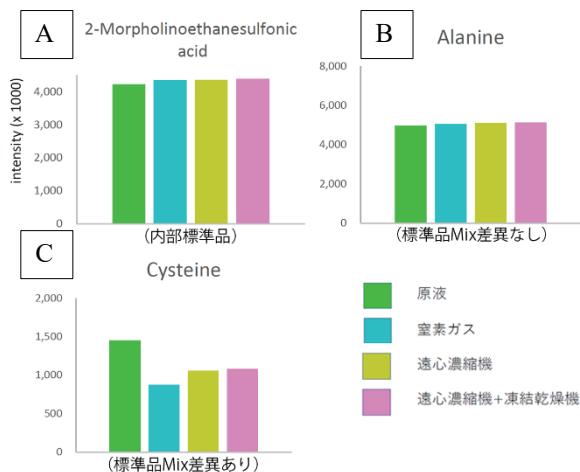 A
2-Morpholinoethanesulfonic
acid
intensity (x 1000)
4,000
3,000
2,000
1,000
0
（内部標準品）
B
Alanine
8,000
6,000
4,000
2,000
0
（標準品Mix差異なし）
C
Cysteine
2,000
1,500
1,000
500
0
（標準品Mix差異あり）
原液
窒素ガス
遠心濃縮機
遠心濃縮機+凍結乾燥機